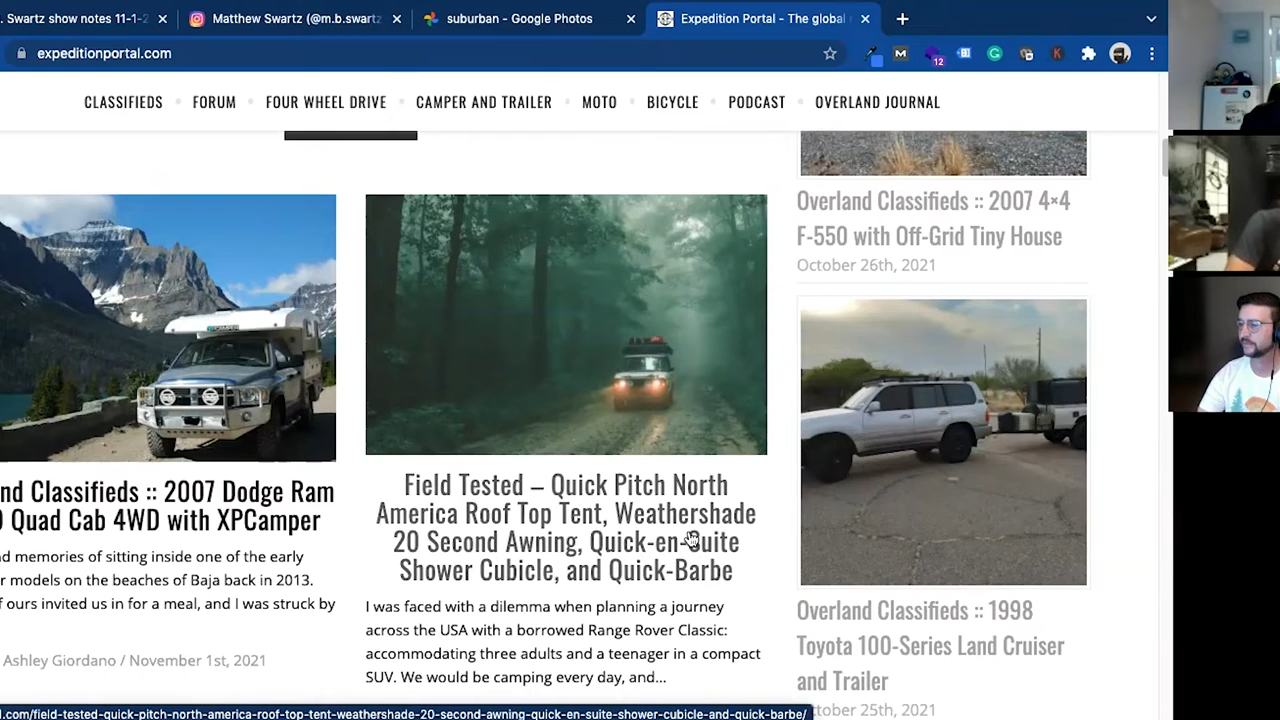 Swartz show notes 11-1-2
Matthew Swartz (@m.b.swartz
suburban - Google Photos
Expedition Portal - The global
expeditionportal.com
12
CLASSIFIEDS
FORUM
FOUR WHEEL DRIVE
CAMPER AND TRAILER
MOTO
BICYCLE
PODCAST
OVERLAND JOURNAL
nd Classifieds :: 2007 Dodge Ram
0 Quad Cab 4WD with XPCamper
nd memories of sitting inside one of the early
r models on the beaches of Baja back in 2013.
f ours invited us in for a meal, and I was struck by
Ashley Giordano / November 1st, 2021
Field Tested – Quick Pitch North
America Roof Top Tent, Weathershade
20 Second Awning, Quick-en-Suite
Shower Cubicle, and Quick-Barbe
I was faced with a dilemma when planning a journey
across the USA with a borrowed Range Rover Classic:
accommodating three adults and a teenager in a compact
SUV. We would be camping every day, and...
Overland Classifieds :: 2007 4×4
F-550 with Off-Grid Tiny House
October 26th, 2021
Overland Classifieds :: 1998
Toyota 100-Series Land Cruiser
and Trailer
October 25th, 2021
l.com/field-tested-quick-pitch-north-america-roof-top-tent-weathershade-20-second-awning-quick-en-suite-shower-cubicle-and-quick-barbe/